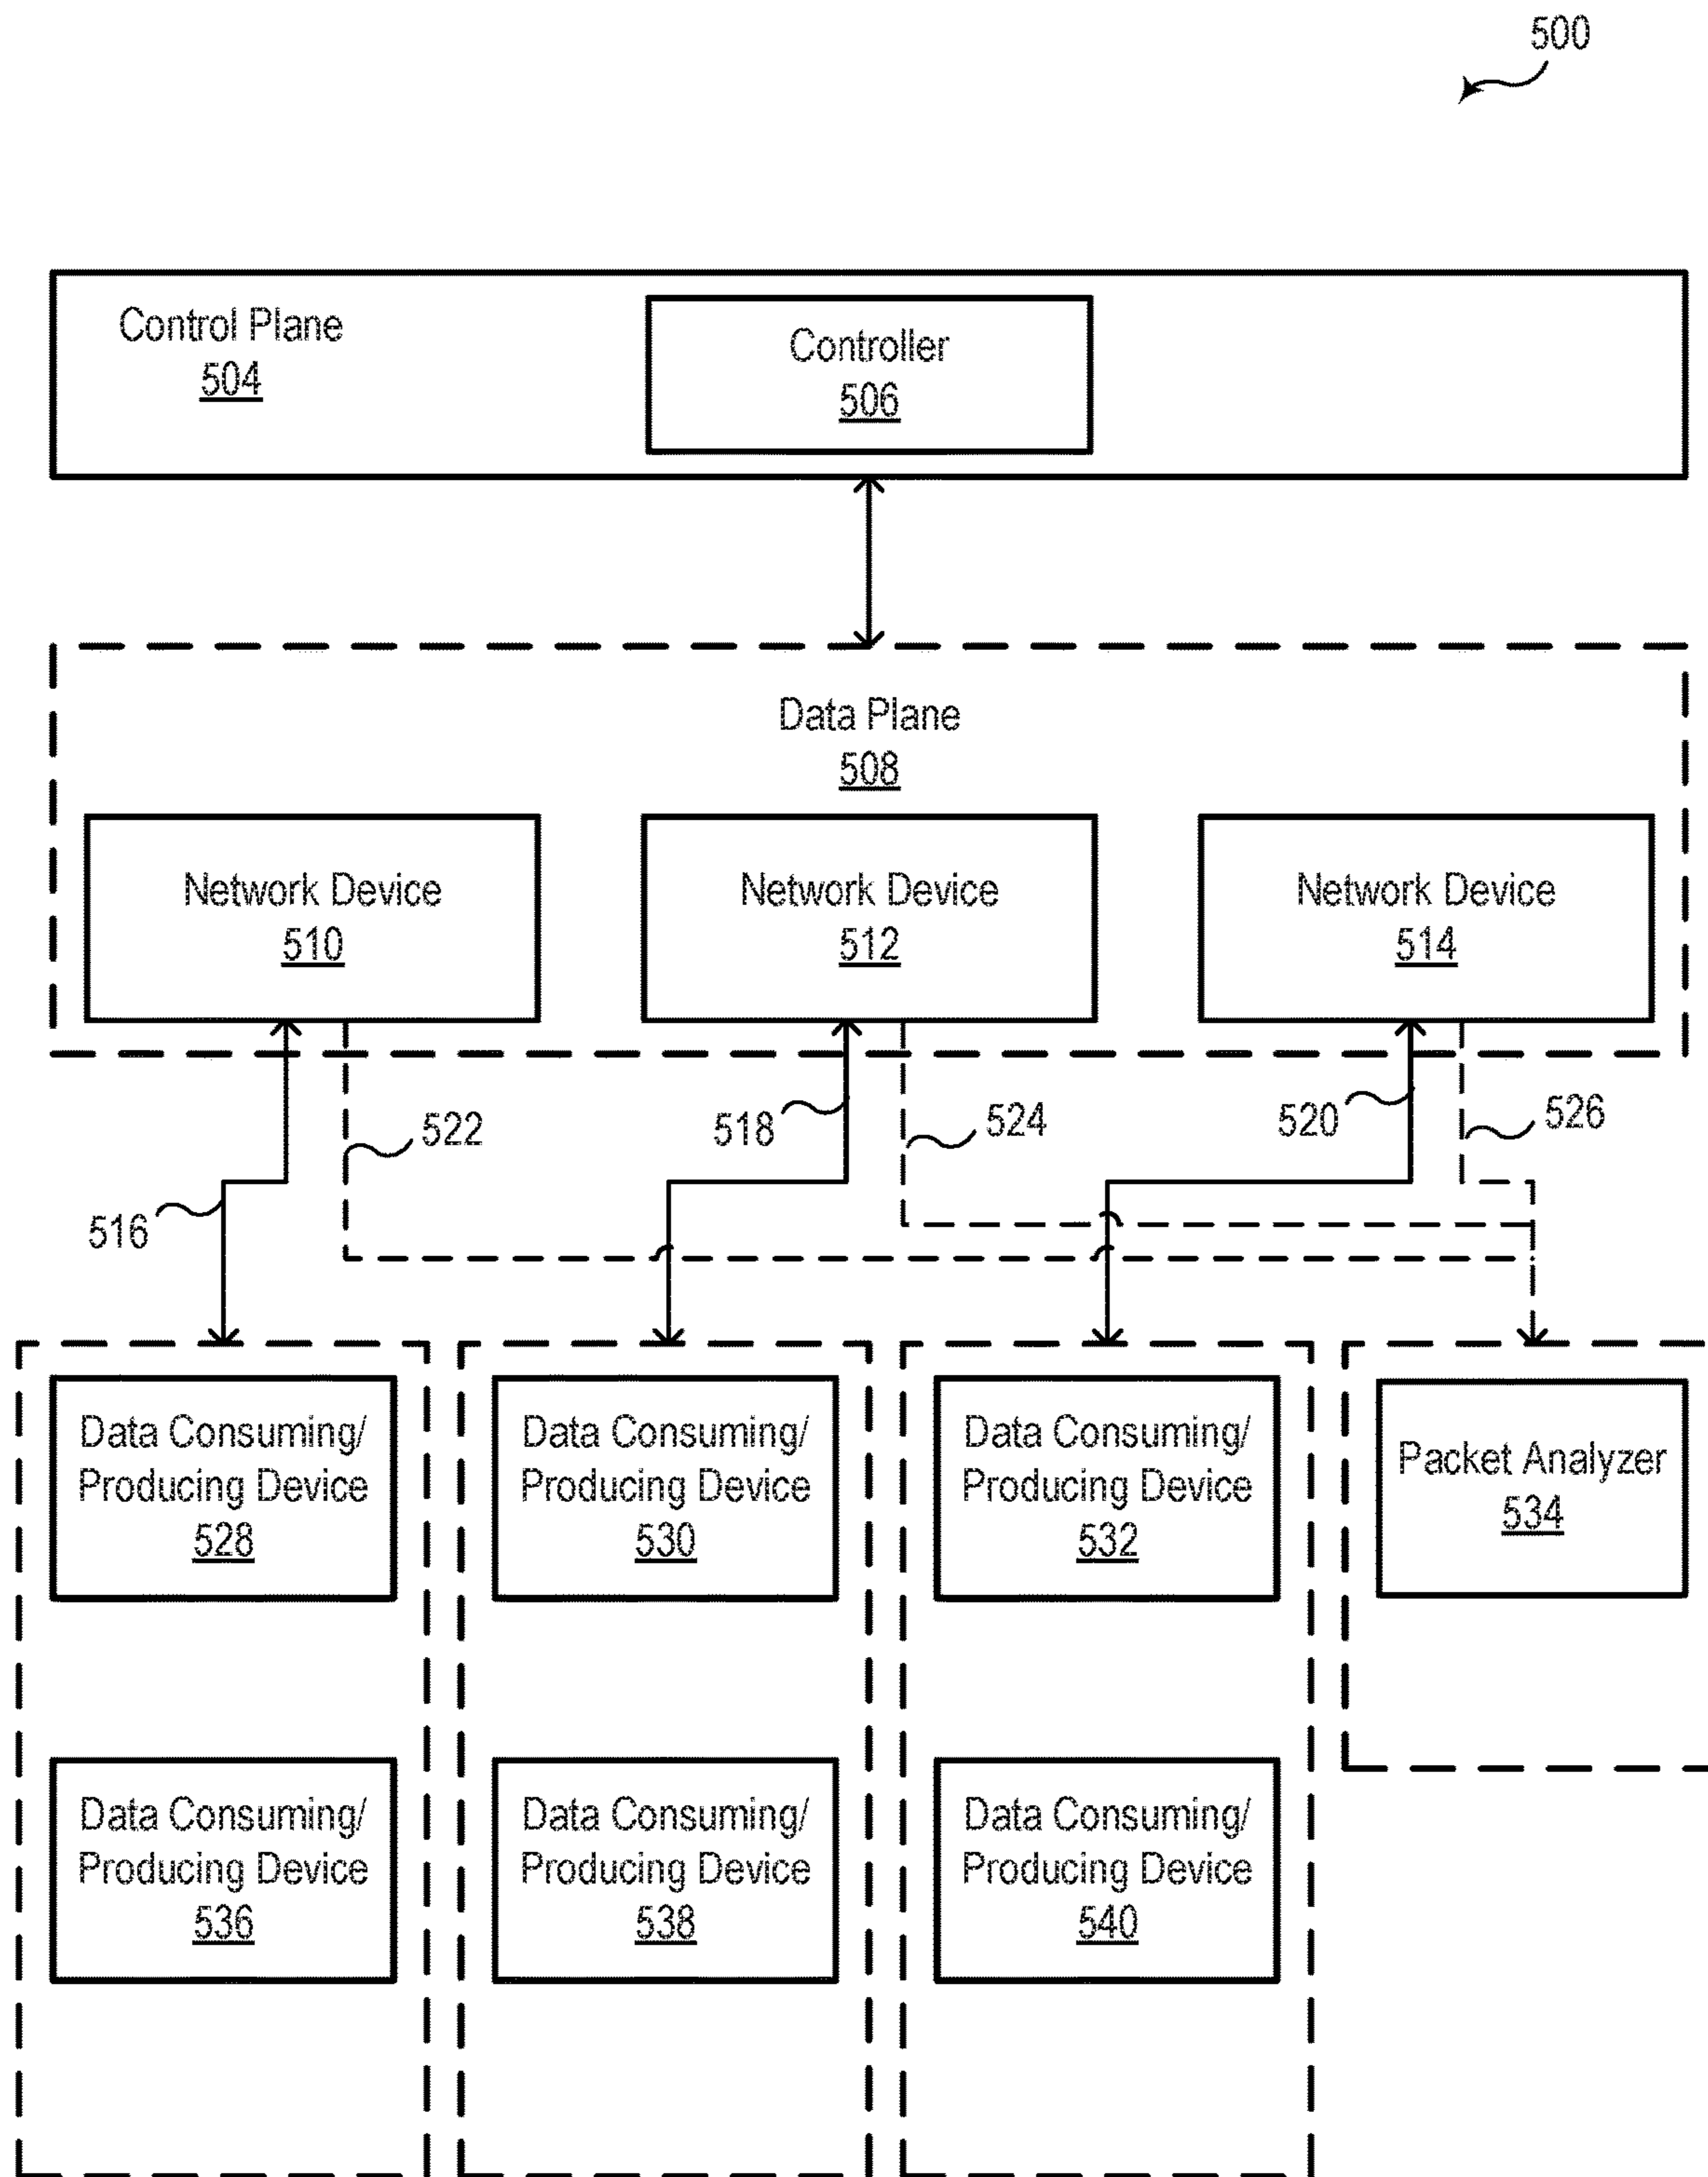 500
Control Plane
504
Controller
506
Data Plane
508
Network Device
510
Network Device
512
Network Device
514
516
522
518
524
520
526
Data Consuming/
Producing Device
528
Data Consuming/
Producing Device
530
Data Consuming/
Producing Device
532
Packet Analyzer
534
Data Consuming/
Producing Device
536
Data Consuming/
Producing Device
538
Data Consuming/
Producing Device
540